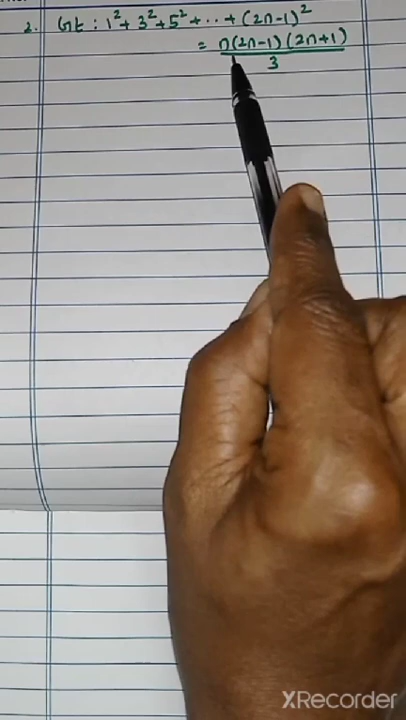 2. Gt : 1² + 3² + 5² + ... + (2n-1)²
= n(2n-1)(2n+1)
3
XRecorder